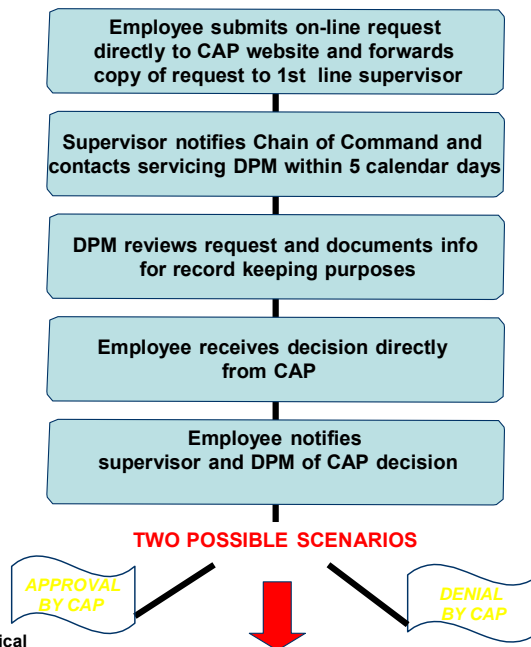 Employee submits on-line request
directly to CAP website and forwards
copy of request to 1st line supervisor
Supervisor notifies Chain of Command and
contacts servicing DPM within 5 calendar days
DPM reviews request and documents info
for record keeping purposes
Employee receives decision directly
from CAP
Employee notifies
supervisor and DPM of CAP decision
TWO POSSIBLE SCENARIOS
APPROVAL
BY CAP
DENIAL
BY CAP
ical